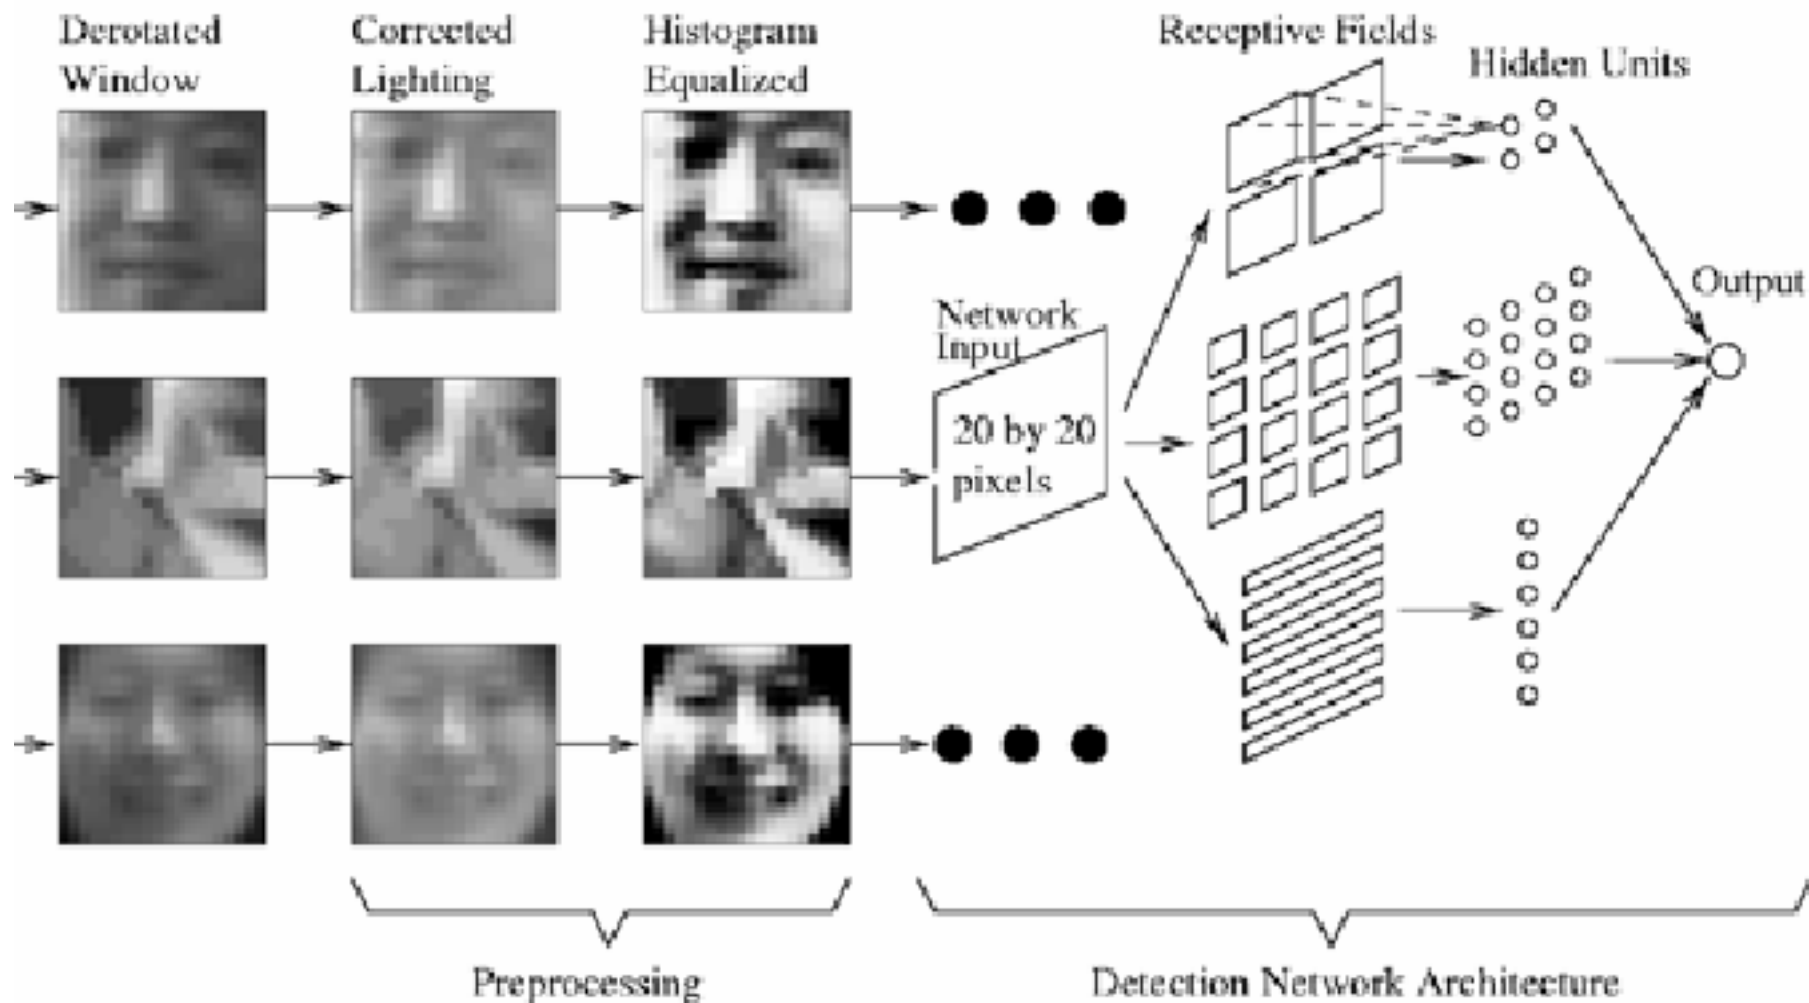 Derotated
Window
Corrected
Lighting
Histogram
Equalized
Receptive Fields
Hidden Units
Network
Input
20 by 20
pixels
Output
Preprocessing
Detection Network Architecture